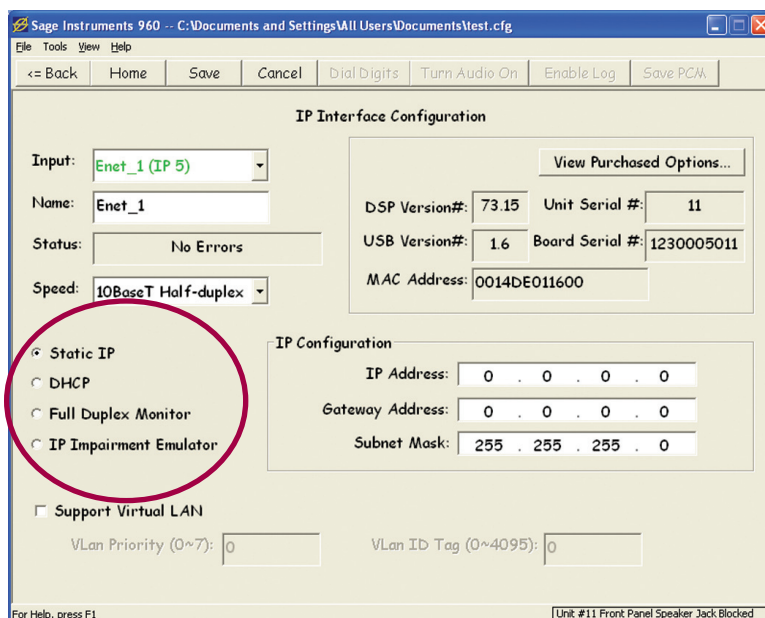 Sage Instruments 960 -- C:\Documents and Settings\All Users\Documents\test.cfg
File Tools View Help
<= Back Home Save Cancel Dial Digits Turn Audio On Enable Log Save PCM
IP Interface Configuration
Input: Enet_1 (IP 5)
View Purchased Options...
Name: Enet_1
DSP Version#: 73.15 Unit Serial #: 11
Status: No Errors
USB Version#: 1.6 Board Serial #: 1230005011
Speed: 10BaseT Half-duplex
MAC Address: 0014DE011600
Static IP
DHCP
Full Duplex Monitor
IP Impairment Emulator
IP Configuration
IP Address: 0 . 0 . 0 . 0
Gateway Address: 0 . 0 . 0 . 0
Subnet Mask: 255 . 255 . 255 . 0
Support Virtual LAN
VLan Priority (0~7): 0 VLan ID Tag (0~4095): 0
For Help, press F1 Unit #11 Front Panel Speaker Jack Blocked